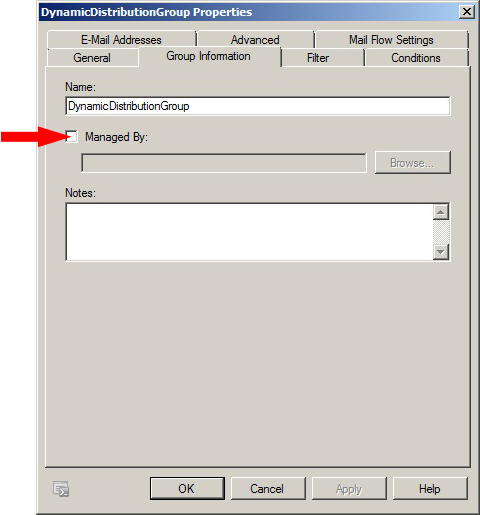 DynamicDistributionGroup Properties
E-Mail Addresses Advanced Mail Flow Settings
General Group Information Filter Conditions
Name:
DynamicDistributionGroup
Managed By:
Browse...
Notes:
OK Cancel Apply Help